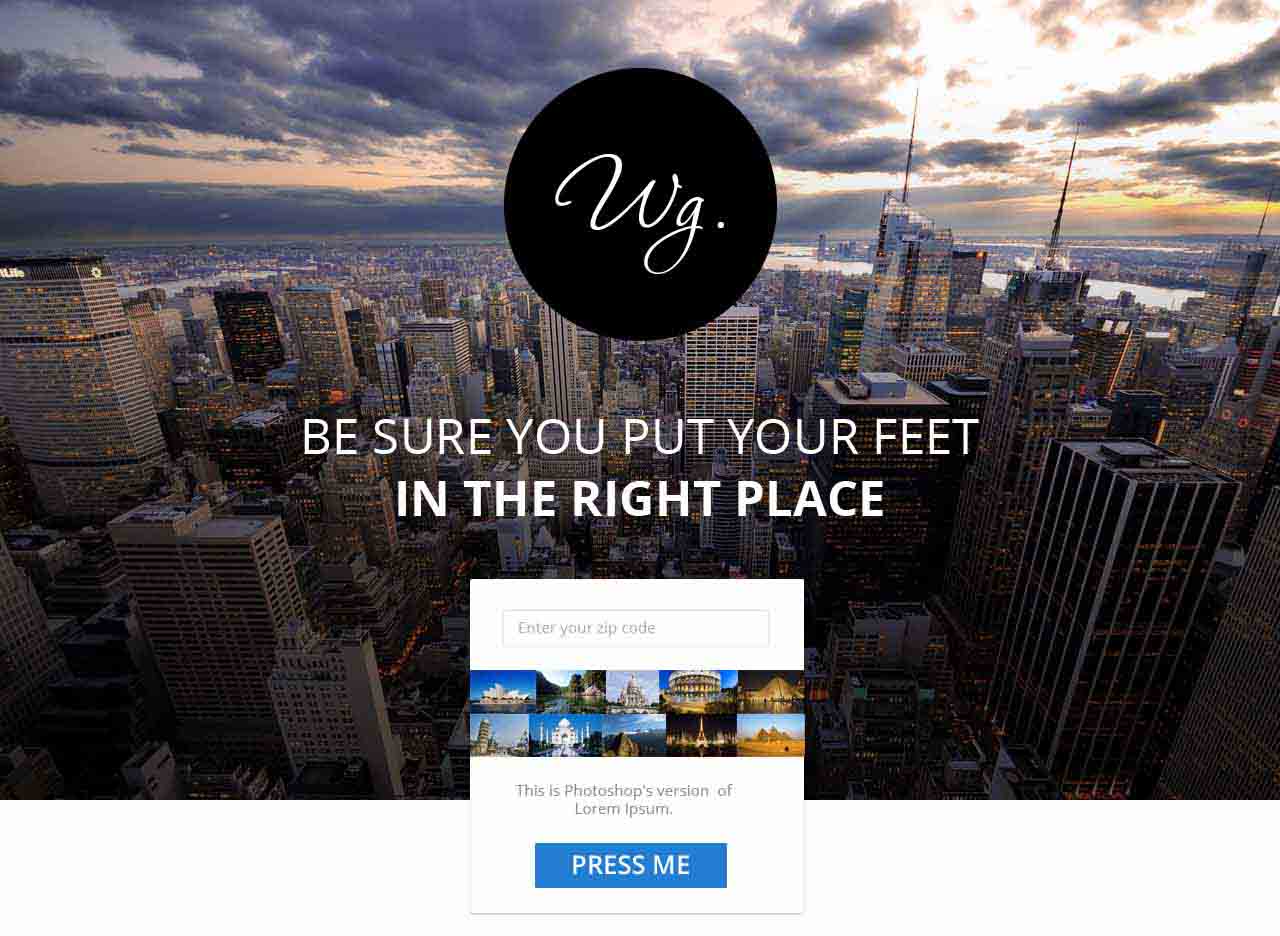 Wg.
Life
BE SURE YOU PUT YOUR FEET
IN THE RIGHT PLACE
Enter your zip code
This is Photoshop's version  of
Lorem Ipsum.
PRESS ME